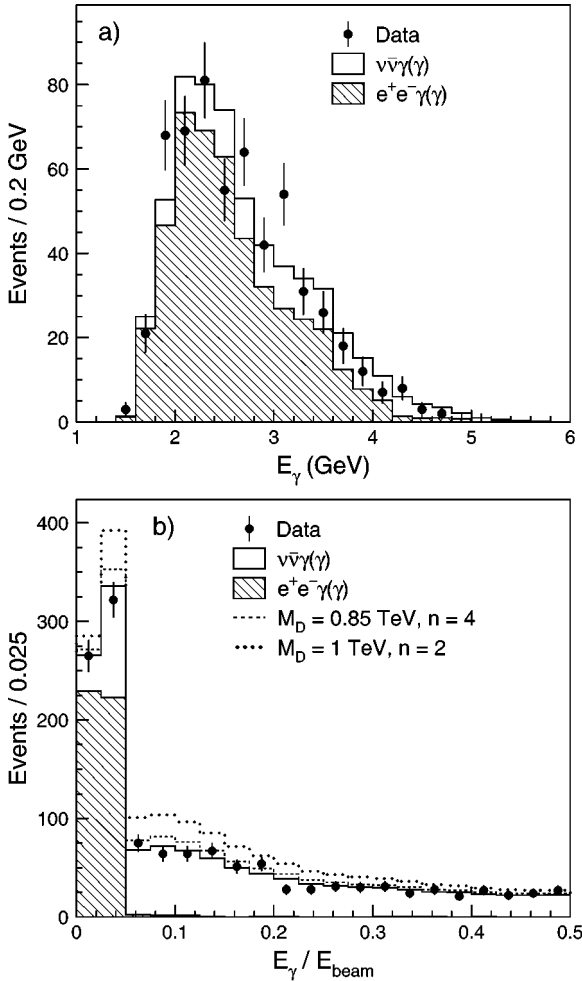 a)
Data
νν̄γ(γ)
e⁺e⁻γ(γ)
Events / 0.2 GeV
80
60
40
20
0
1 2 3 4 5 6
E_γ (GeV)
b)
Data
νν̄γ(γ)
e⁺e⁻γ(γ)
M_D = 0.85 TeV, n = 4
M_D = 1 TeV, n = 2
Events / 0.025
400
300
200
100
0
0 0.1 0.2 0.3 0.4 0.5
E_γ / E_beam